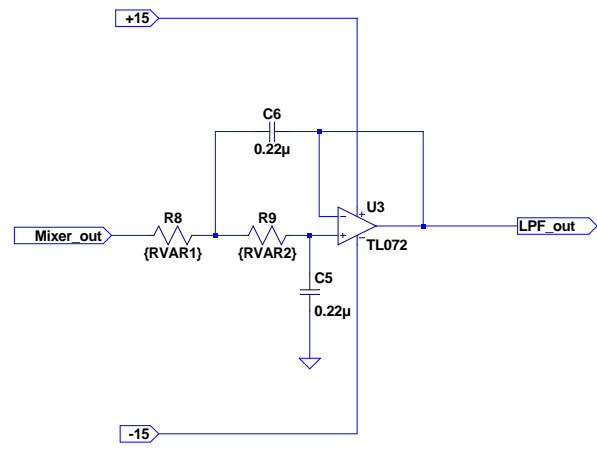 +15
C6
0.22µ
U3
R8
R9
+
−
+
−
Mixer_out
LPF_out
{RVAR1}
{RVAR2}
TL072
C5
0.22µ
-15